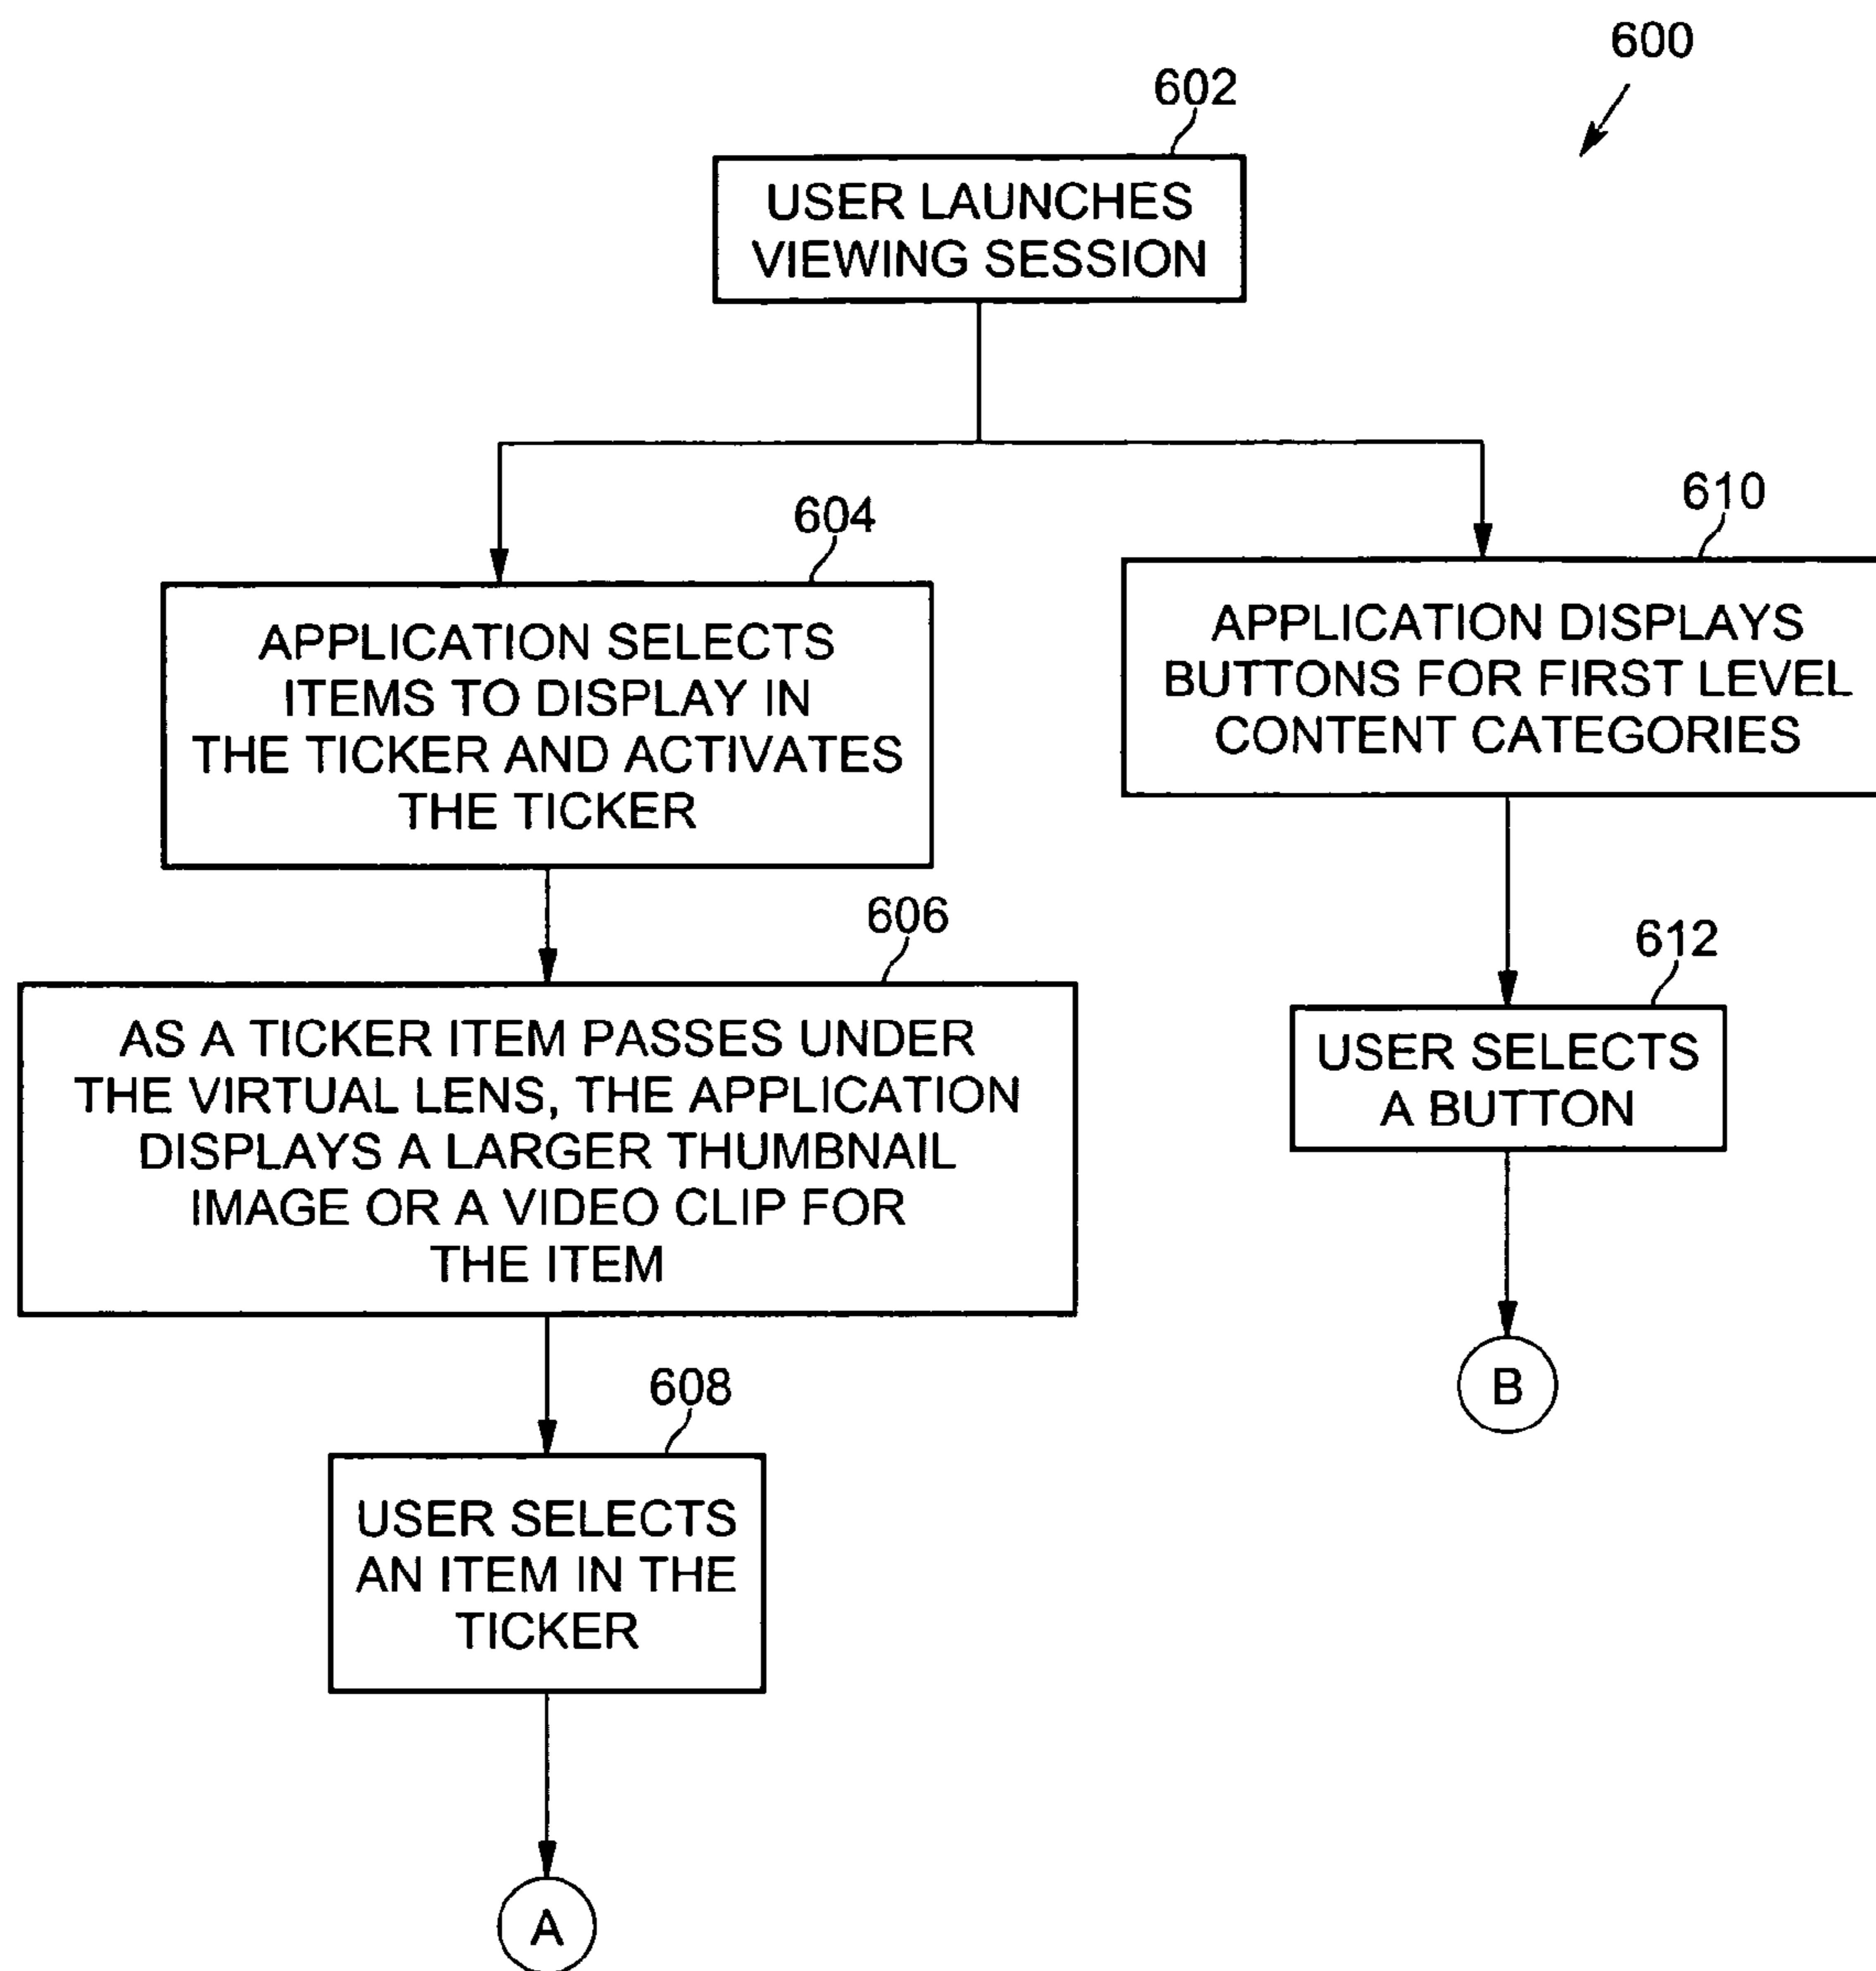 600
602
USER LAUNCHES
VIEWING SESSION
604
APPLICATION SELECTS
ITEMS TO DISPLAY IN
THE TICKER AND ACTIVATES
THE TICKER
606
AS A TICKER ITEM PASSES UNDER
THE VIRTUAL LENS, THE APPLICATION
DISPLAYS A LARGER THUMBNAIL
IMAGE OR A VIDEO CLIP FOR
THE ITEM
608
USER SELECTS
AN ITEM IN THE
TICKER
A
610
APPLICATION DISPLAYS
BUTTONS FOR FIRST LEVEL
CONTENT CATEGORIES
612
USER SELECTS
A BUTTON
B